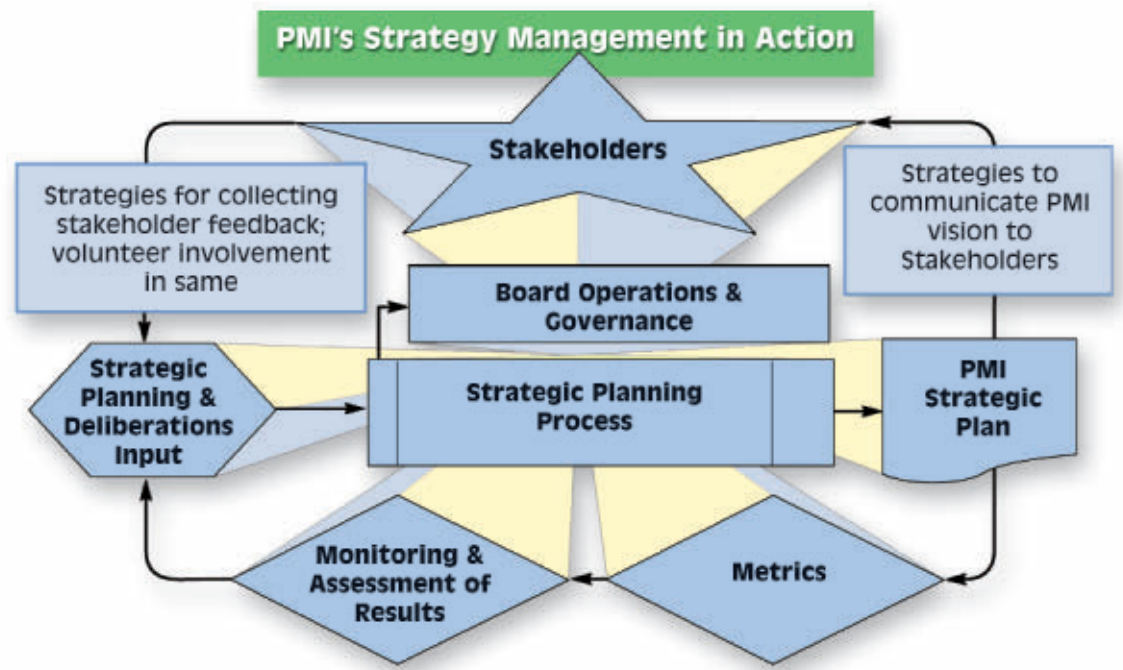 PMI's Strategy Management in Action
Stakeholders
Strategies for collecting
stakeholder feedback;
volunteer involvement
in same
Strategies to
communicate PMI
vision to
Stakeholders
Board Operations &
Governance
Strategic
Planning &
Deliberations
Input
Strategic Planning
Process
PMI
Strategic
Plan
Monitoring &
Assessment of
Results
Metrics